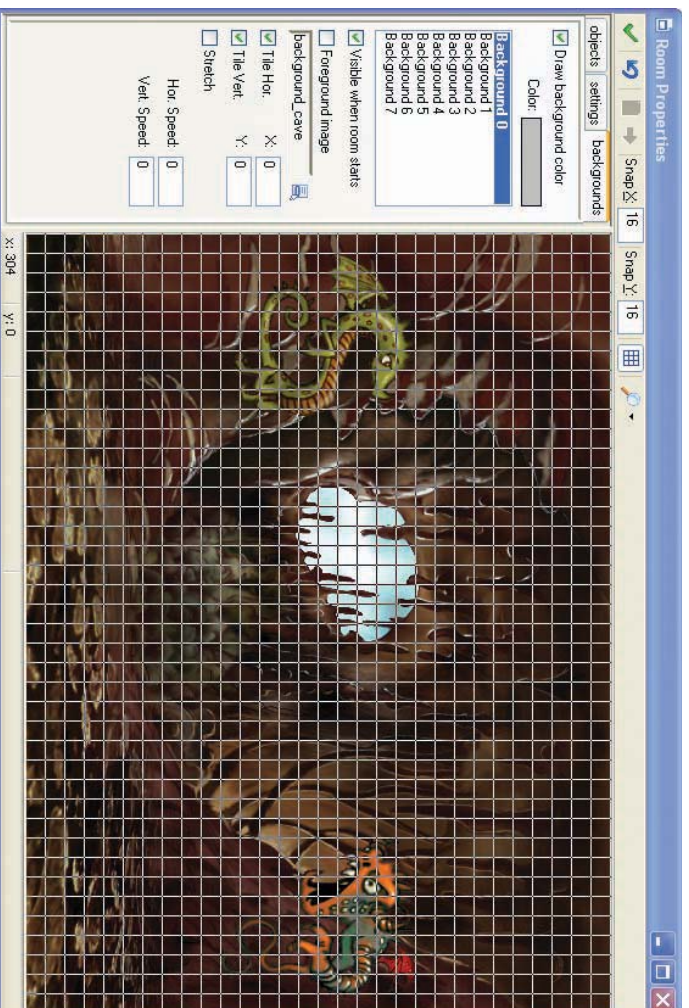 Room Properties
Snap X: 16 Snap Y: 16
objects settings backgrounds
Draw background color
Color:
Background 0
Background 1
Background 2
Background 3
Background 4
Background 5
Background 6
Background 7
Visible when room starts
Foreground image
background_cave
Tile Hor. X: 0
Tile Vert. Y: 0
Stretch
Hor. Speed: 0
Vert. Speed: 0
x: 304 y: 0